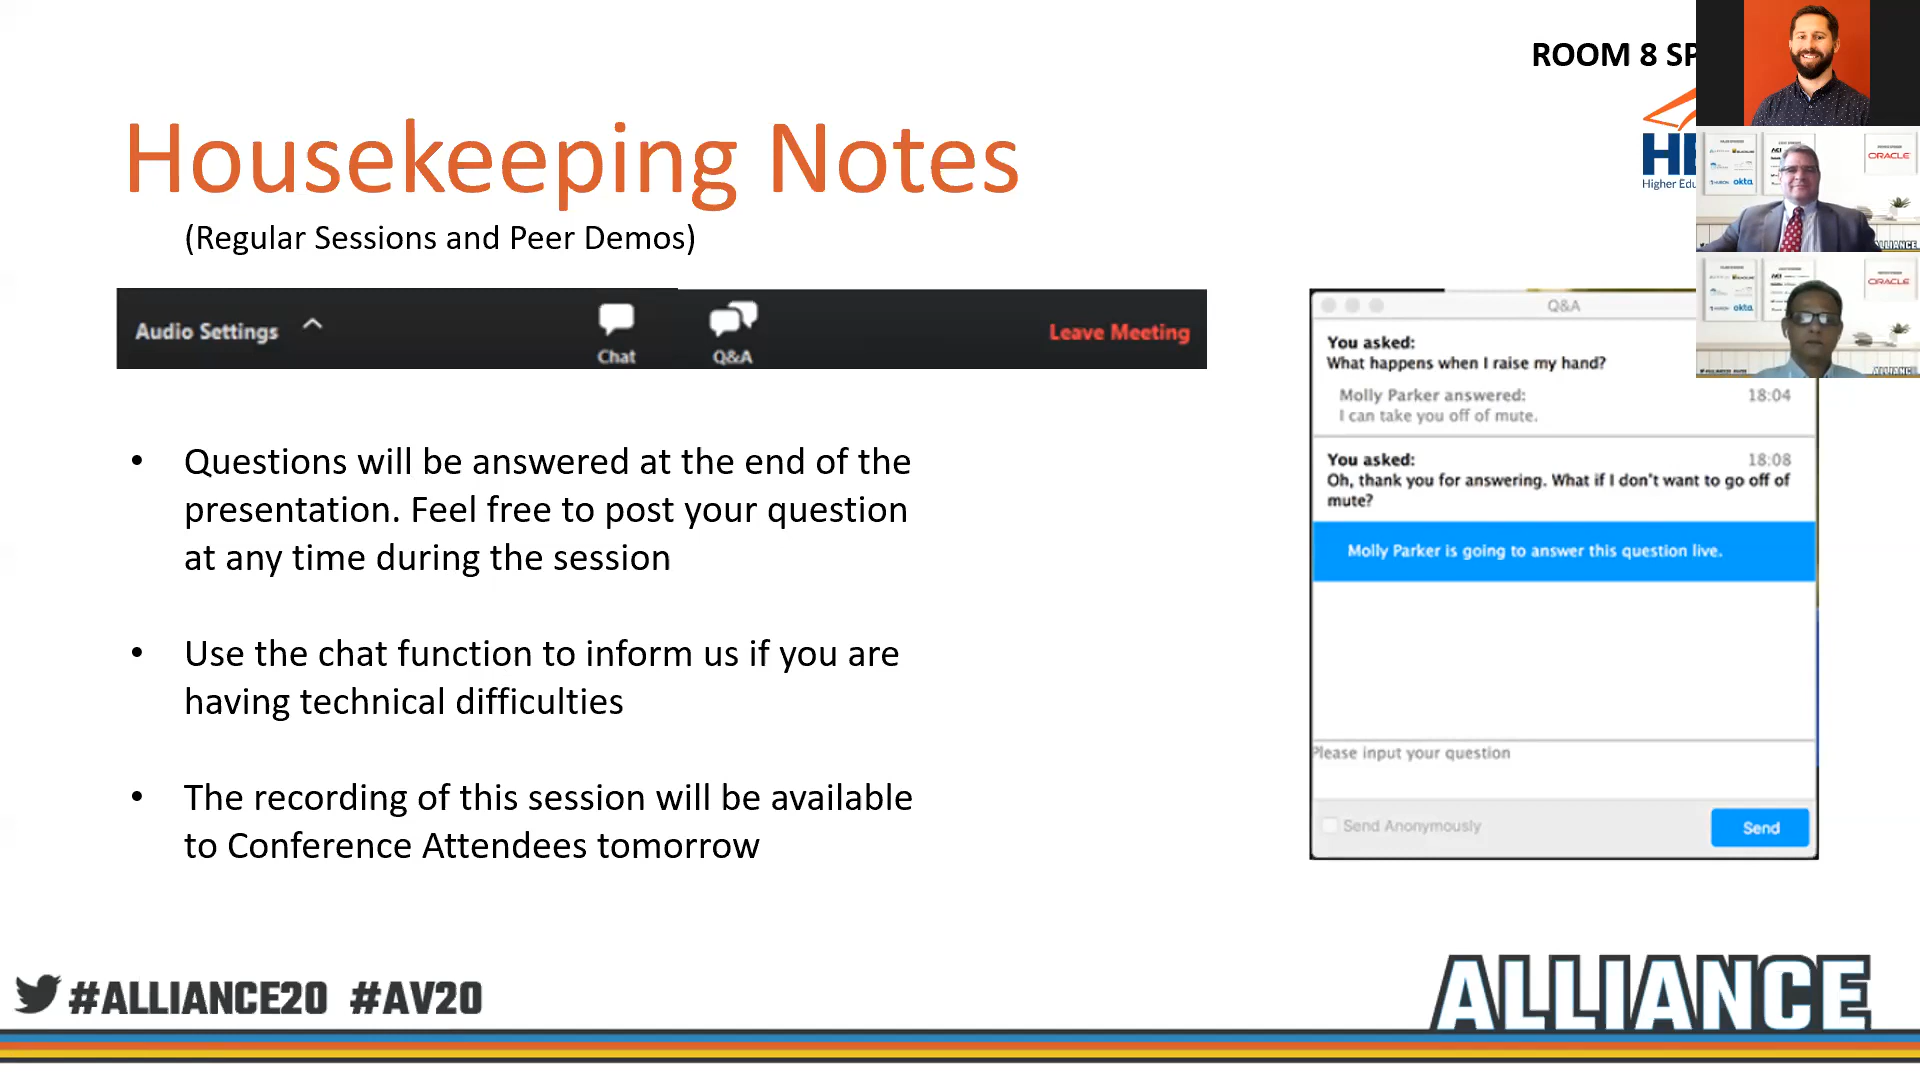 ROOM 8
Housekeeping Notes
(Regular Sessions and Peer Demos)
Audio Settings
Chat
Q&A
Leave Meeting
• Questions will be answered at the end of the
presentation. Feel free to post your question
at any time during the session
• Use the chat function to inform us if you are
having technical difficulties
• The recording of this session will be available
to Conference Attendees tomorrow
Higher
ORACLE
okta
ALLIANCE
ORACLE
okta
ALLIANCE
Q&A
You asked:
What happens when I raise my hand?
Molly Parker answered:
18:04
I can take you off of mute.
You asked:
18:08
Oh, thank you for answering. What if I don't want to go off of
mute?
Molly Parker is going to answer this question live.
Please input your question
Send Anonymously
Send
#ALLIANCE20 #AV20
ALLIANCE